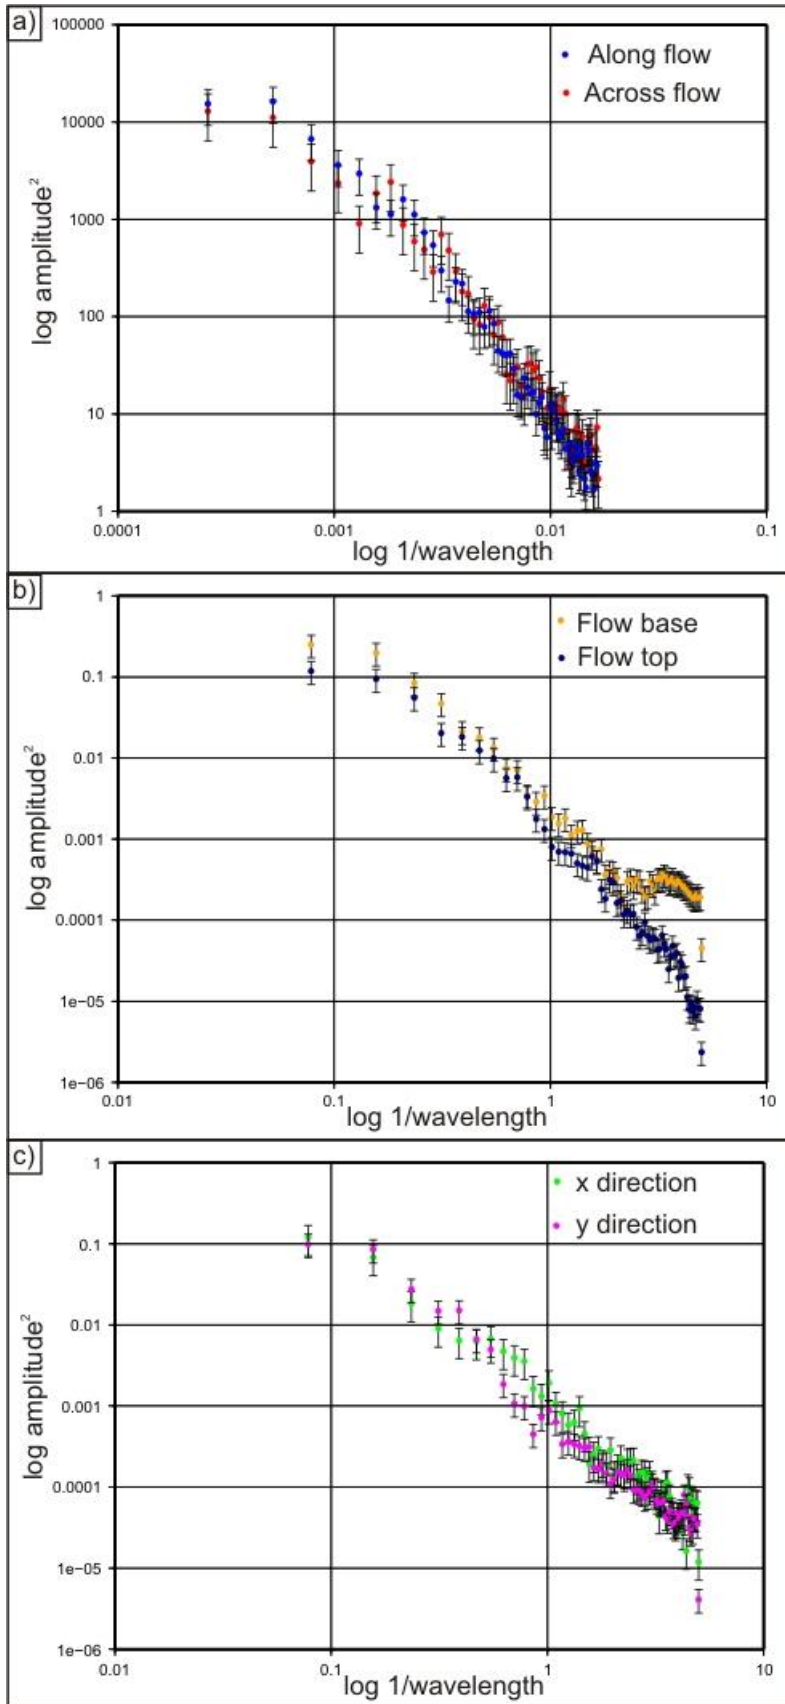 a)
100000
10000
1000
100
10
1
Along flow
Across flow
log amplitude²
0.0001
0.001
0.01
0.1
log 1/wavelength
b)
1
0.1
0.01
0.001
0.0001
1e-05
1e-06
Flow base
Flow top
log amplitude²
0.01
0.1
1
10
log 1/wavelength
c)
1
0.1
0.01
0.001
0.0001
1e-05
1e-06
x direction
y direction
log amplitude²
0.01
0.1
1
10
log 1/wavelength